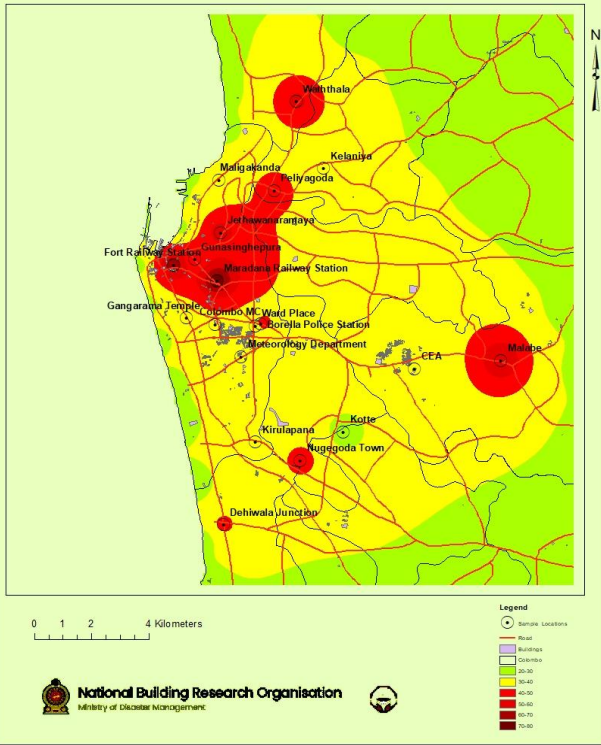 N
Waththala
Kelaniya
Maligakanda
Peliyagoda
Jethawanaramaya
Gunasinghepura
Fort Railway Station
Maradana Railway Station
Gangarama Temple
Colombo MC
Ward Place
Borella Police Station
Meteorology Department
Malabe
CEA
Kotte
Kirulapana
Nugegoda Town
Dehiwala Junction
0 1 2 4 Kilometers
Legend
Sample Locations
Road
Buildings
Colombo
20-30
30-40
40-50
50-60
60-70
70-80
National Building Research Organisation
Ministry of Disaster Management